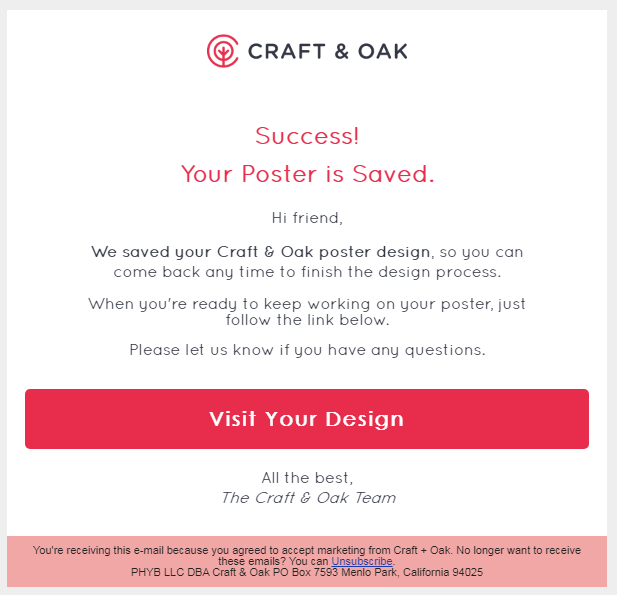 CRAFT & OAK
Success!
Your Poster is Saved.
Hi friend,
We saved your Craft & Oak poster design, so you can
come back any time to finish the design process.
When you're ready to keep working on your poster, just
follow the link below.
Please let us know if you have any questions.
Visit Your Design
All the best,
The Craft & Oak Team
You're receiving this e-mail because you agreed to accept marketing from Craft + Oak. No longer want to receive
these emails? You can Unsubscribe.
PHYB LLC DBA Craft & Oak PO Box 7593 Menlo Park, California 94025